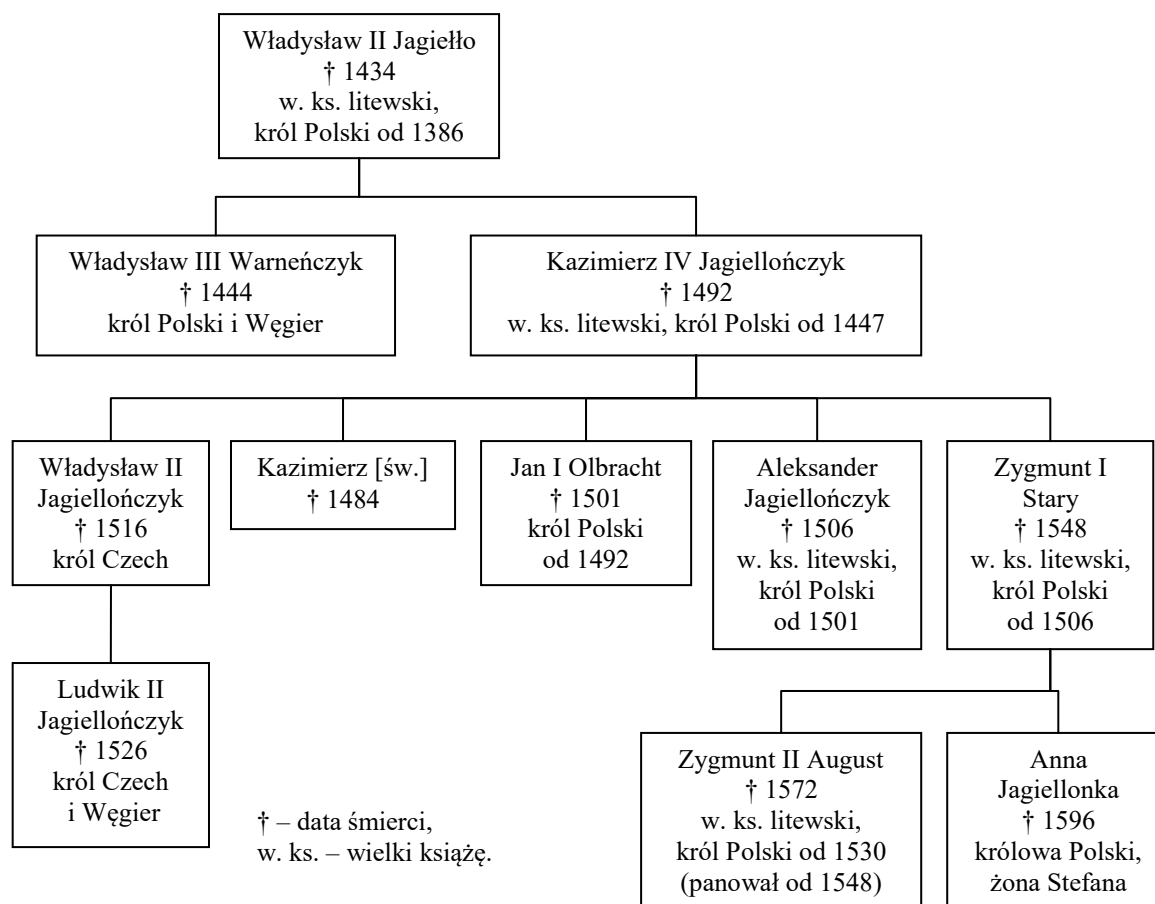 Władysław II Jagiełło
† 1434
w. ks. litewski,
król Polski od 1386
Władysław III Warneńczyk
† 1444
król Polski i Węgier
Kazimierz IV Jagiellończyk
† 1492
w. ks. litewski, król Polski od 1447
Władysław II
Jagiellończyk
† 1516
król Czech
Kazimierz [św.]
† 1484
Jan I Olbracht
† 1501
król Polski
od 1492
Aleksander
Jagiellończyk
† 1506
w. ks. litewski,
król Polski
od 1501
Zygmunt I
Stary
† 1548
w. ks. litewski,
król Polski
od 1506
Ludwik II
Jagiellończyk
† 1526
król Czech
i Węgier
† – data śmierci,
w. ks. – wielki książę.
Zygmunt II August
† 1572
w. ks. litewski,
król Polski od 1530
(panował od 1548)
Anna
Jagiellonka
† 1596
królowa Polski,
żona Stefana